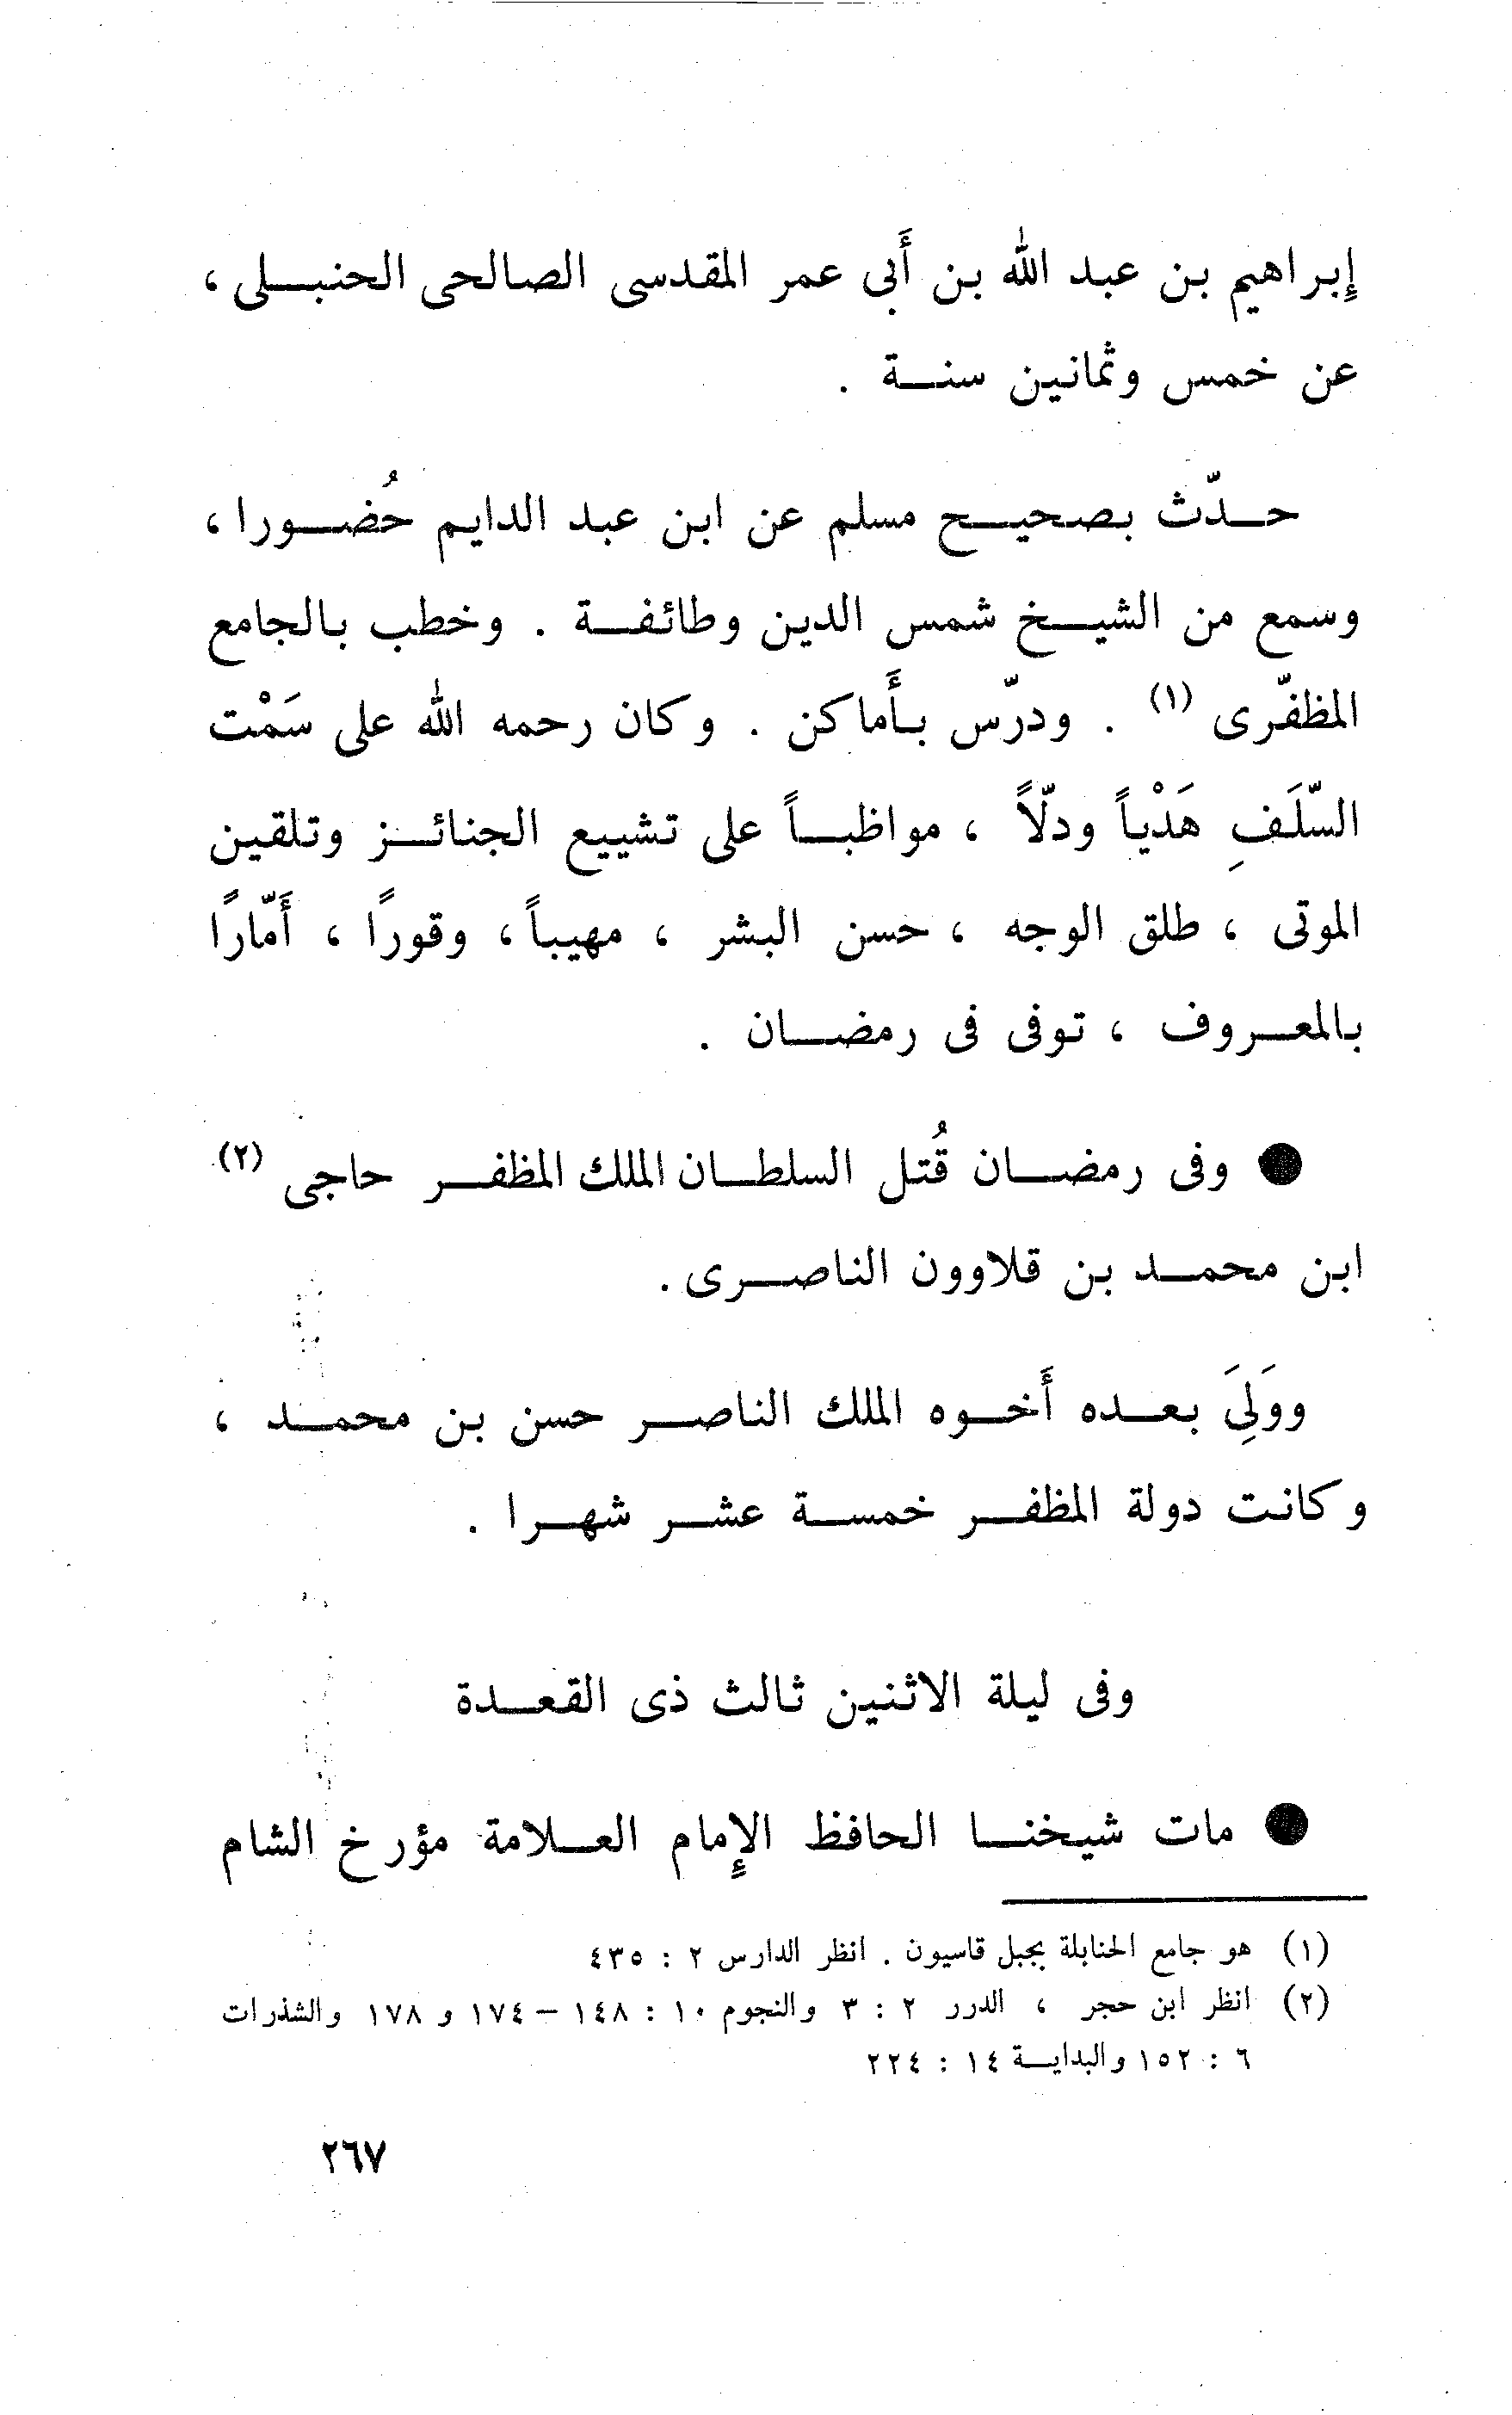 إِبراهيم بن عبد الله بن أَبى عمر المقدسى الصالحى الحنبلى ،
عن خمس وثمانين سنة .
حدّث بصحيح مسلم عن ابن عبد الدايم حُضورا ،
وسمع من الشيخ شمس الدين وطائفة . وخطب بالجامع
المظفّرى (١) . ودرّس بأَماكن . وكان رحمه الله على سَمْت
السّلَفِ هَدْياً ودلّاً ، مواظباً على تشييع الجنائز وتلقين
الموتى ، طلق الوجه ، حسن البشر ، مهيباً ، وقورًا ، أَمّارًا
بالمعروف ، توفى فى رمضان .
● وفى رمضان قُتل السلطان الملك المظفر حاجى (٢)
ابن محمد بن قلاوون الناصرى .
ووَلِىَ بعده أَخوه الملك الناصر حسن بن محمد ،
وكانت دولة المظفر خمسة عشر شهرا .
وفى ليلة الاثنين ثالث ذى القعدة
● مات شيخنا الحافظ الإِمام العلامة مؤرخ الشام
(١) هو جامع الحنابلة بجبل قاسيون . انظر الدارس ٢ : ٤٣٥
(٢) انظر ابن حجر ، الدرر ٢ : ٣ والنجوم ١٠ : ١٤٨ – ١٧٤ و ١٧٨ والشذرات
٦ : ١٥٢ والبداية ١٤ : ٢٢٤
٢٦٧